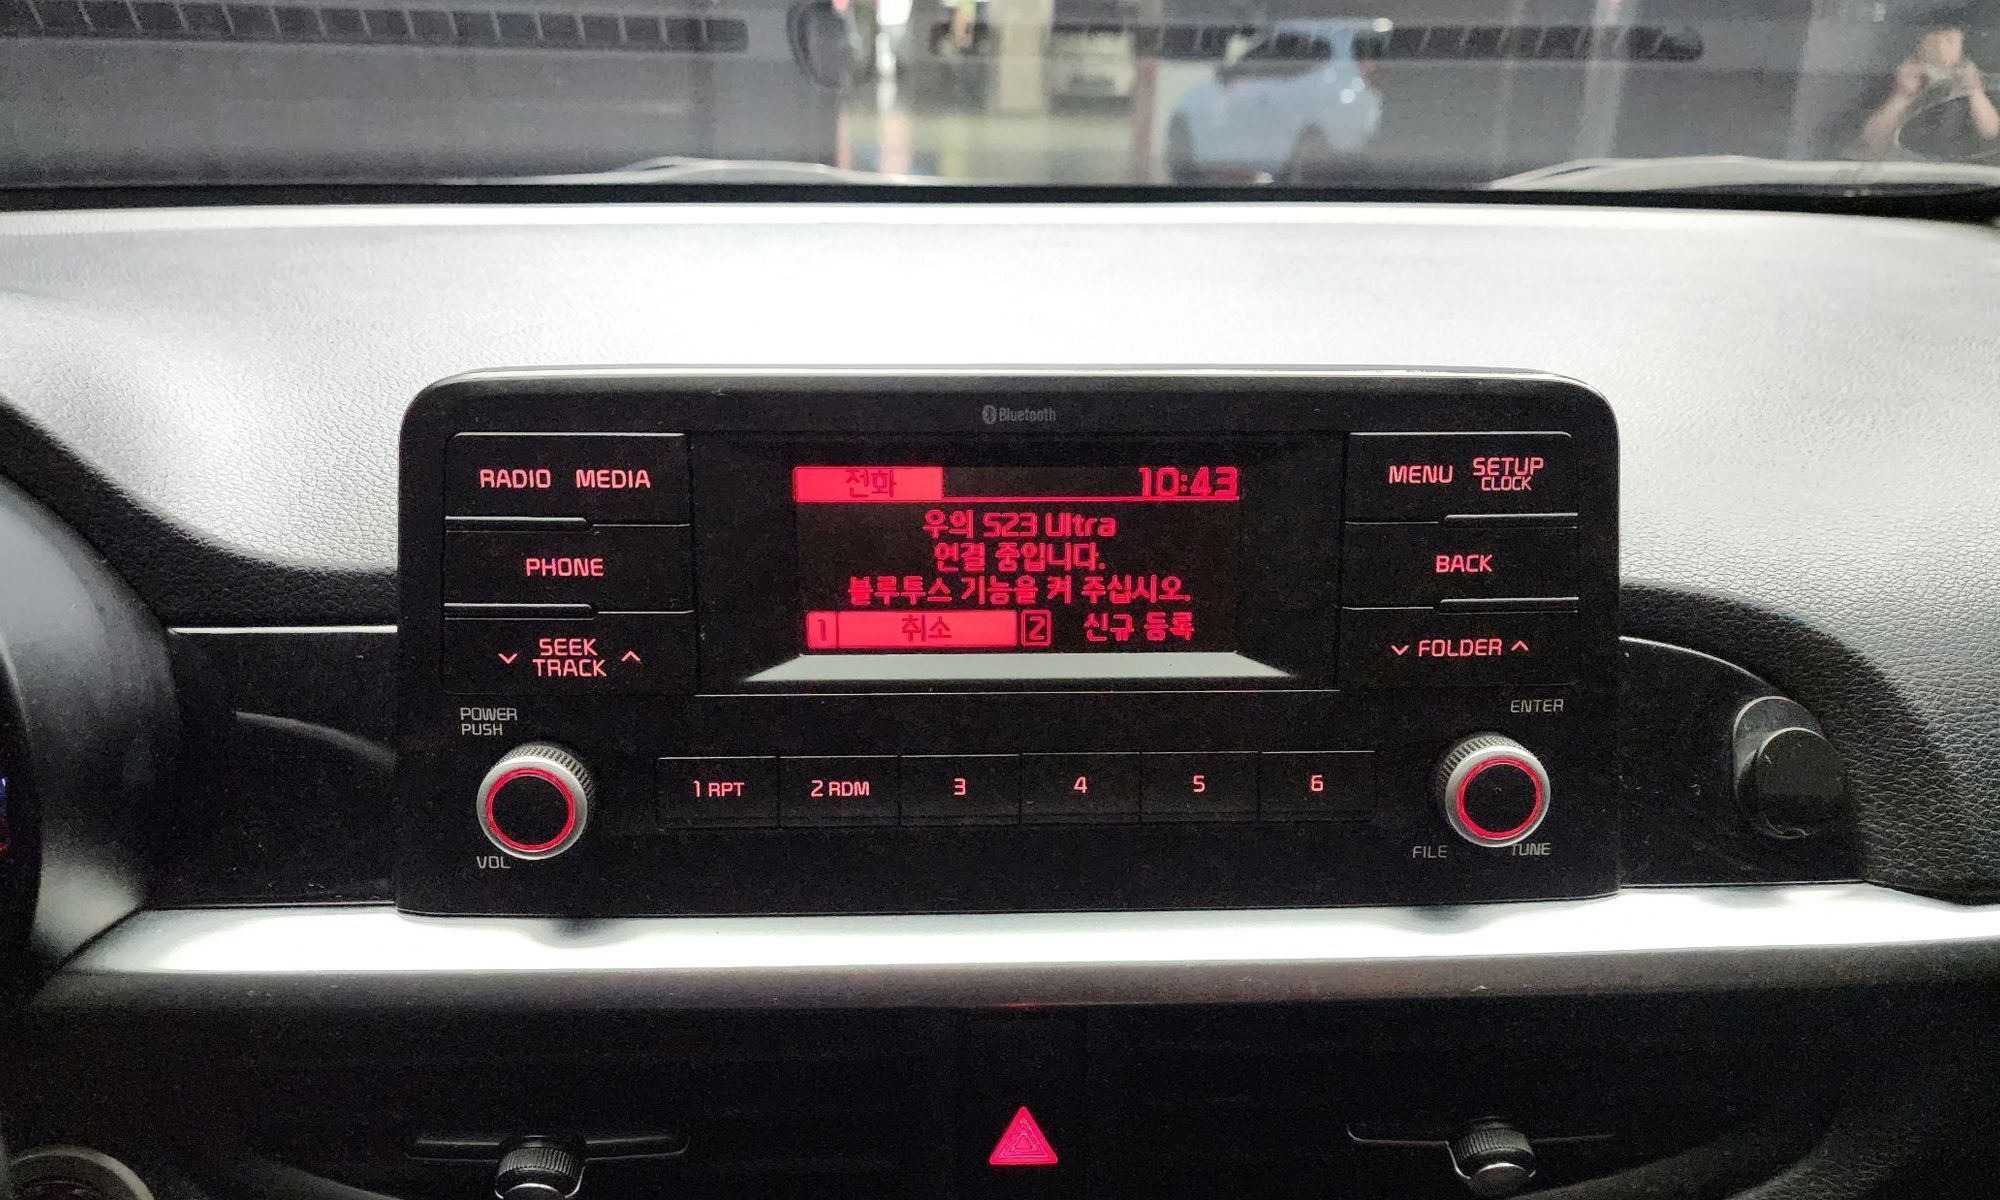 Bluetooth
RADIO MEDIA
PHONE
SEEK
TRACK
전화 10:43
우의 S23 Ultra
연결 중입니다.
블루투스 기능을 켜 주십시오.
1 취소 2 신규 등록
MENU SETUP
CLOCK
BACK
FOLDER
POWER
PUSH
VOL
1 RPT 2 RDM 3 4 5 6
ENTER
FILE TUNE